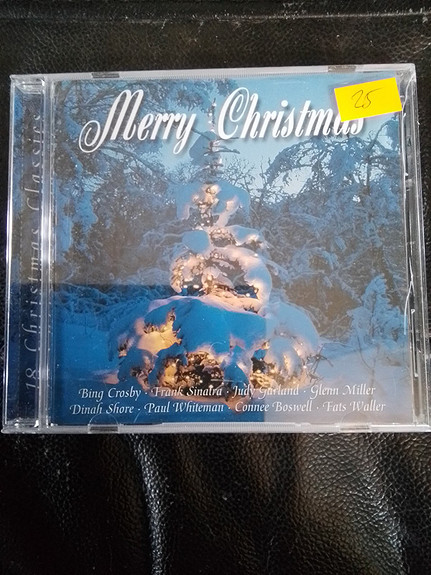 Merry Christmas
25
18 Christmas Classics
Bing Crosby · Frank Sinatra · Judy Garland · Glenn Miller
Dinah Shore · Paul Whiteman · Connee Boswell · Fats Waller